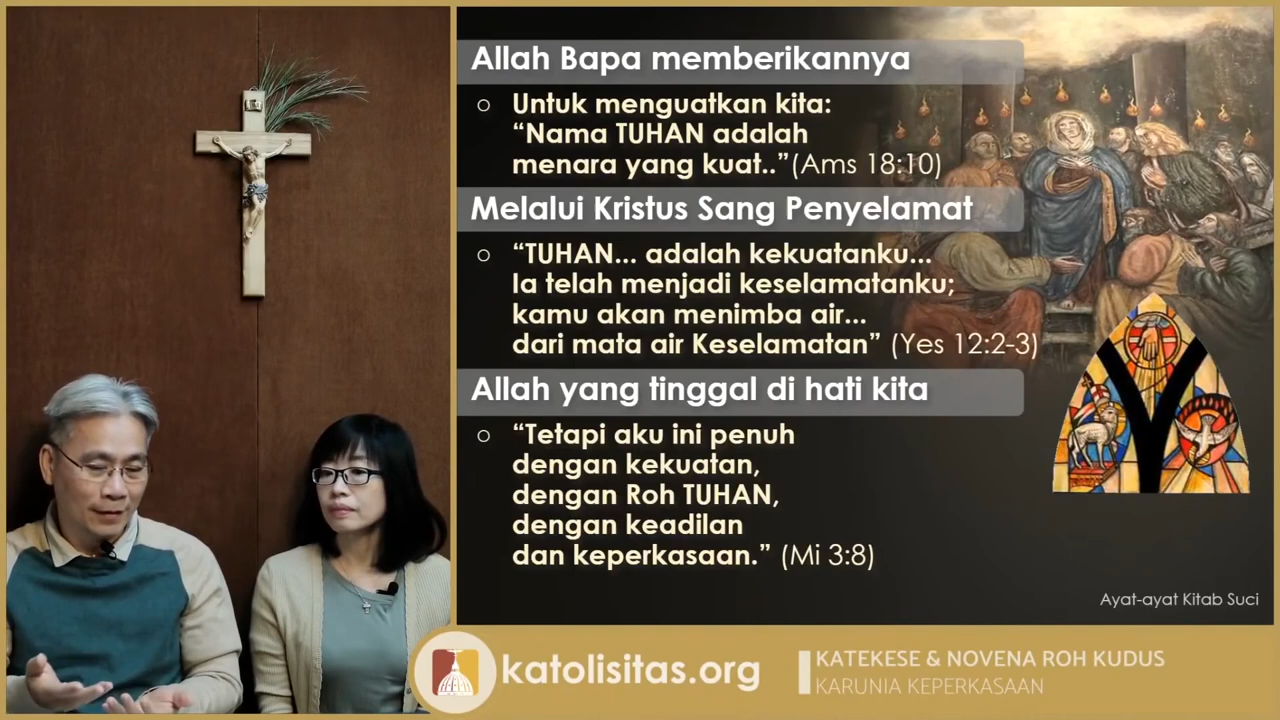 Allah Bapa memberikannya
○ Untuk menguatkan kita:
“Nama TUHAN adalah
menara yang kuat..”(Ams 18:10)
Melalui Kristus Sang Penyelamat
○ “TUHAN... adalah kekuatanku...
Ia telah menjadi keselamatanku;
kamu akan menimba air...
dari mata air Keselamatan” (Yes 12:2-3)
Allah yang tinggal di hati kita
○ “Tetapi aku ini penuh
dengan kekuatan,
dengan Roh TUHAN,
dengan keadilan
dan keperkasaan.” (Mi 3:8)
Ayat-ayat Kitab Suci
katolisitas.org
KATEKESE & NOVENA ROH KUDUS
KARUNIA KEPERKASAAN